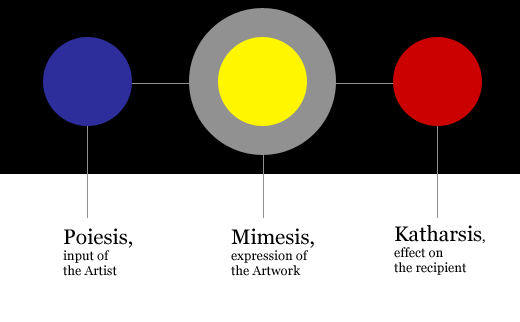 Poiesis,
input of
the Artist
Mimesis,
expression of
the Artwork
Katharsis,
effect on
the recipient